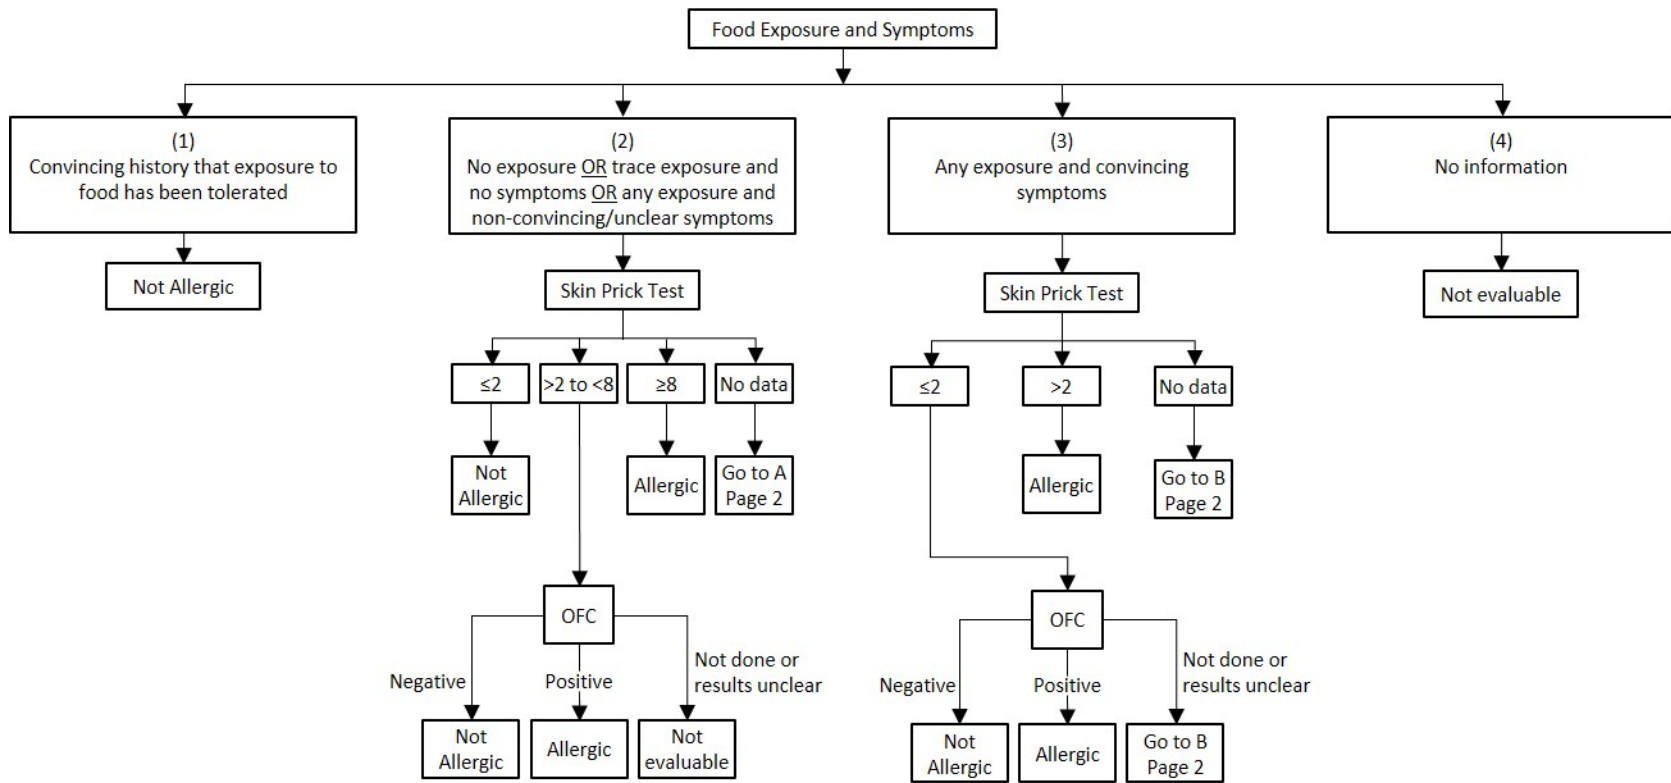 Food Exposure and Symptoms
(1)
Convincing history that exposure to
food has been tolerated
(2)
No exposure OR trace exposure and
no symptoms OR any exposure and
non-convincing/unclear symptoms
(3)
Any exposure and convincing
symptoms
(4)
No information
Not Allergic
Skin Prick Test
Skin Prick Test
Not evaluable
≤2
>2 to <8
≥8
No data
≤2
>2
No data
Not
Allergic
Allergic
Go to A
Page 2
Allergic
Go to B
Page 2
OFC
Negative
Positive
Not done or
results unclear
Not
Allergic
Allergic
Not
evaluable
OFC
Negative
Positive
Not done or
results unclear
Not
Allergic
Allergic
Go to B
Page 2